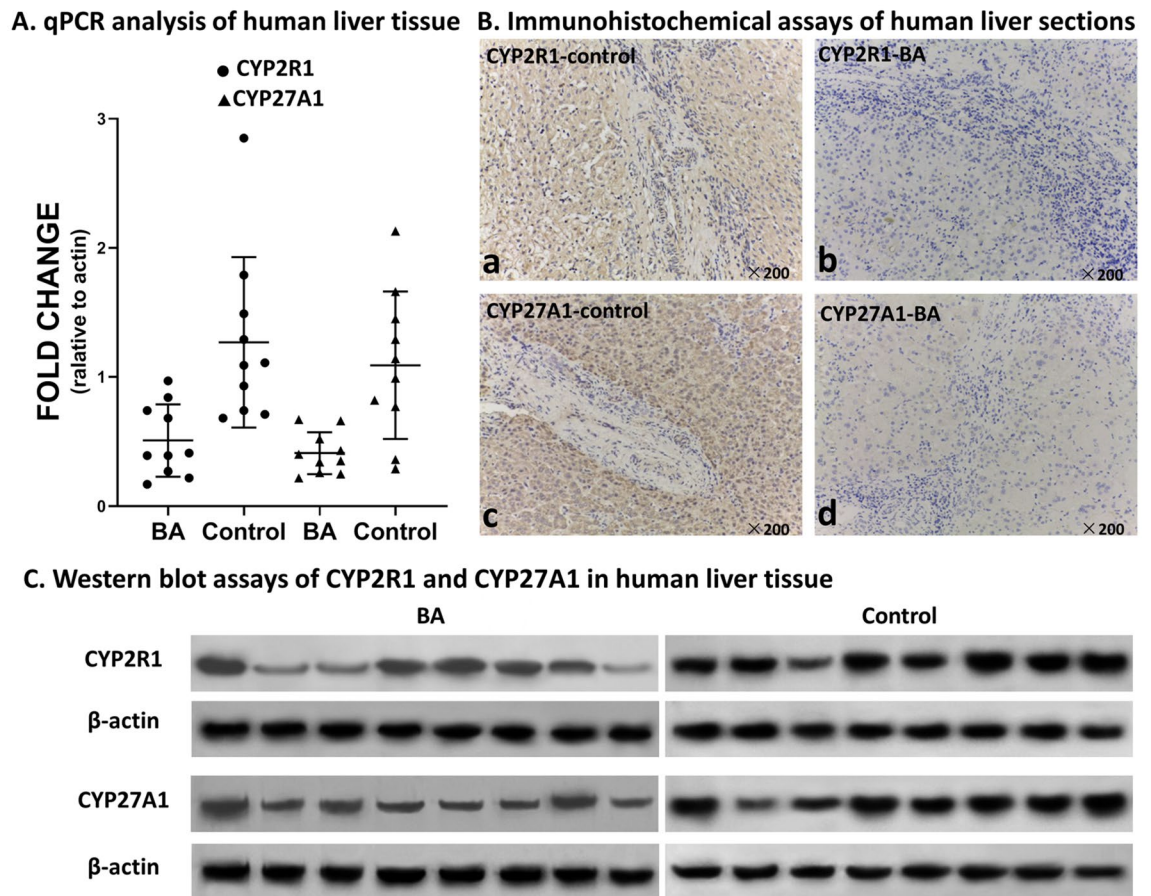 A. qPCR analysis of human liver tissue
● CYP2R1
▲CYP27A1
FOLD CHANGE
(ralative to actin)
3
2
1
0
BA Control BA Control
B. Immunohistochemical assays of human liver sections
CYP2R1-control
a
×200
CYP2R1-BA
b
×200
CYP27A1-control
c
×200
CYP27A1-BA
d
×200
C. Western blot assays of CYP2R1 and CYP27A1 in human liver tissue
BA Control
CYP2R1
β-actin
CYP27A1
β-actin